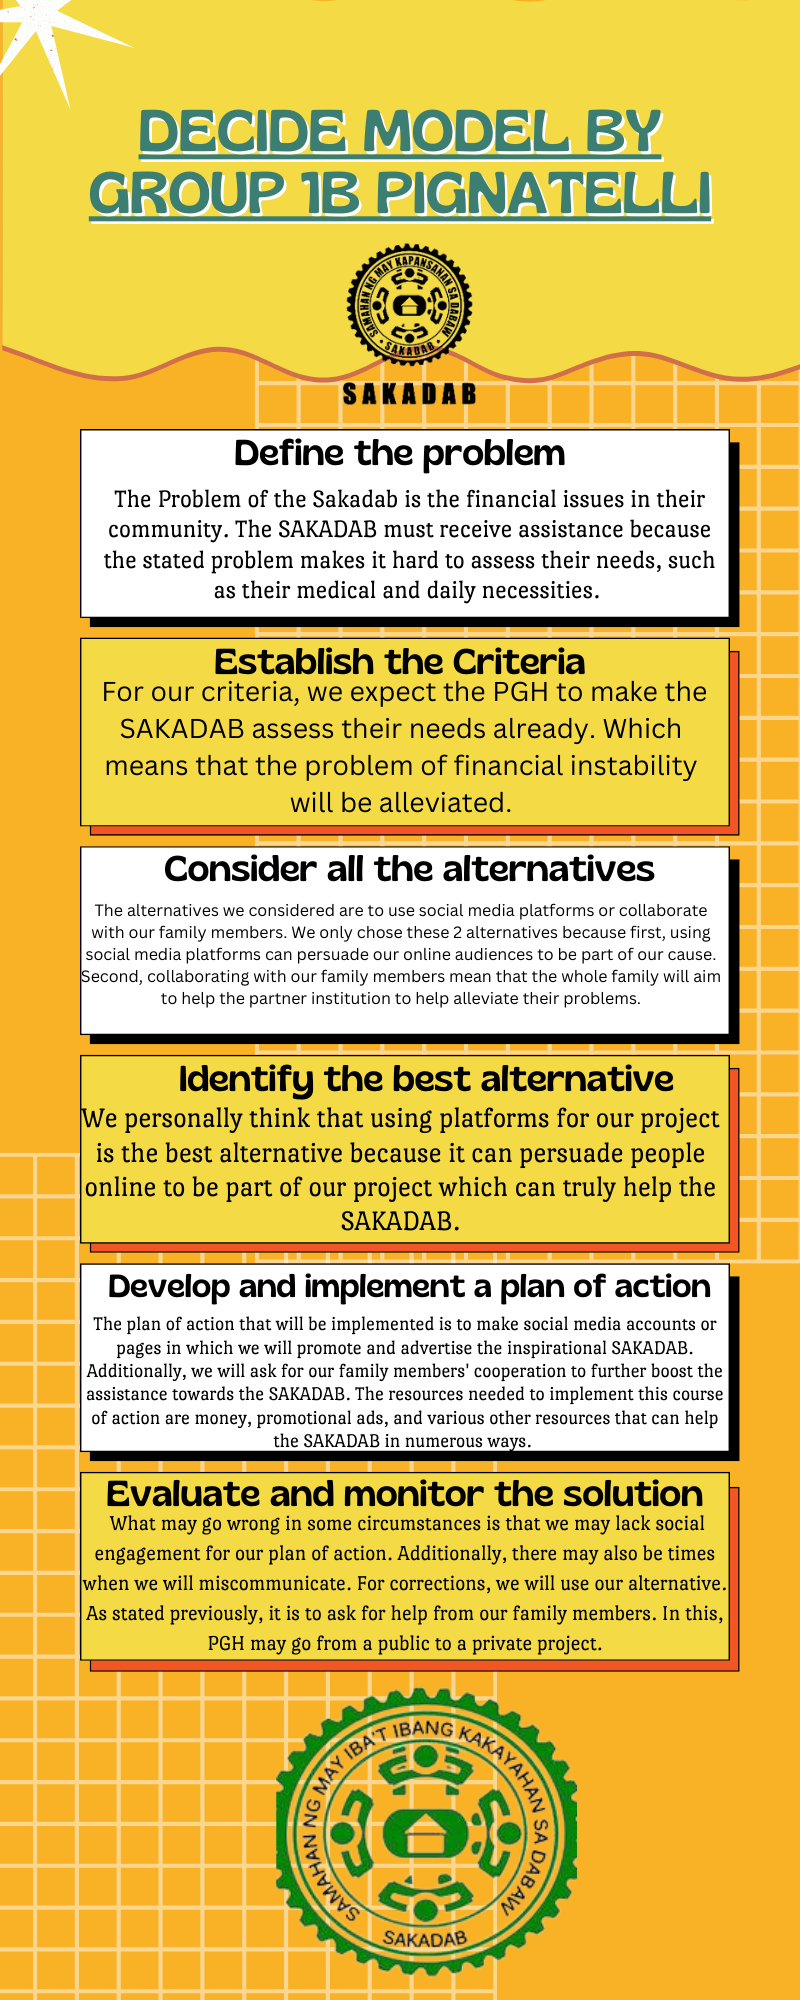 DECIDE MODEL BY
GROUP 1B PIGNATELLI
SAMAHAN NG MAY KAPANSANAN SA DABAW
SAKADAB
SAKADAB
Define the problem
The Problem of the Sakadab is the financial issues in their
community. The SAKADAB must receive assistance because
the stated problem makes it hard to assess their needs, such
as their medical and daily necessities.
Establish the Criteria
For our criteria, we expect the PGH to make the
SAKADAB assess their needs already. Which
means that the problem of financial instability
will be alleviated.
Consider all the alternatives
The alternatives we considered are to use social media platforms or collaborate
with our family members. We only chose these 2 alternatives because first, using
social media platforms can persuade our online audiences to be part of our cause.
Second, collaborating with our family members mean that the whole family will aim
to help the partner institution to help alleviate their problems.
Identify the best alternative
We personally think that using platforms for our project
is the best alternative because it can persuade people
online to be part of our project which can truly help the
SAKADAB.
Develop and implement a plan of action
The plan of action that will be implemented is to make social media accounts or
pages in which we will promote and advertise the inspirational SAKADAB.
Additionally, we will ask for our family members' cooperation to further boost the
assistance towards the SAKADAB. The resources needed to implement this course
of action are money, promotional ads, and various other resources that can help
the SAKADAB in numerous ways.
Evaluate and monitor the solution
What may go wrong in some circumstances is that we may lack social
engagement for our plan of action. Additionally, there may also be times
when we will miscommunicate. For corrections, we will use our alternative.
As stated previously, it is to ask for help from our family members. In this,
PGH may go from a public to a private project.
SAMAHAN NG MAY IBA'T IBANG KAKAYAHAN SA DABAW
SAKADAB